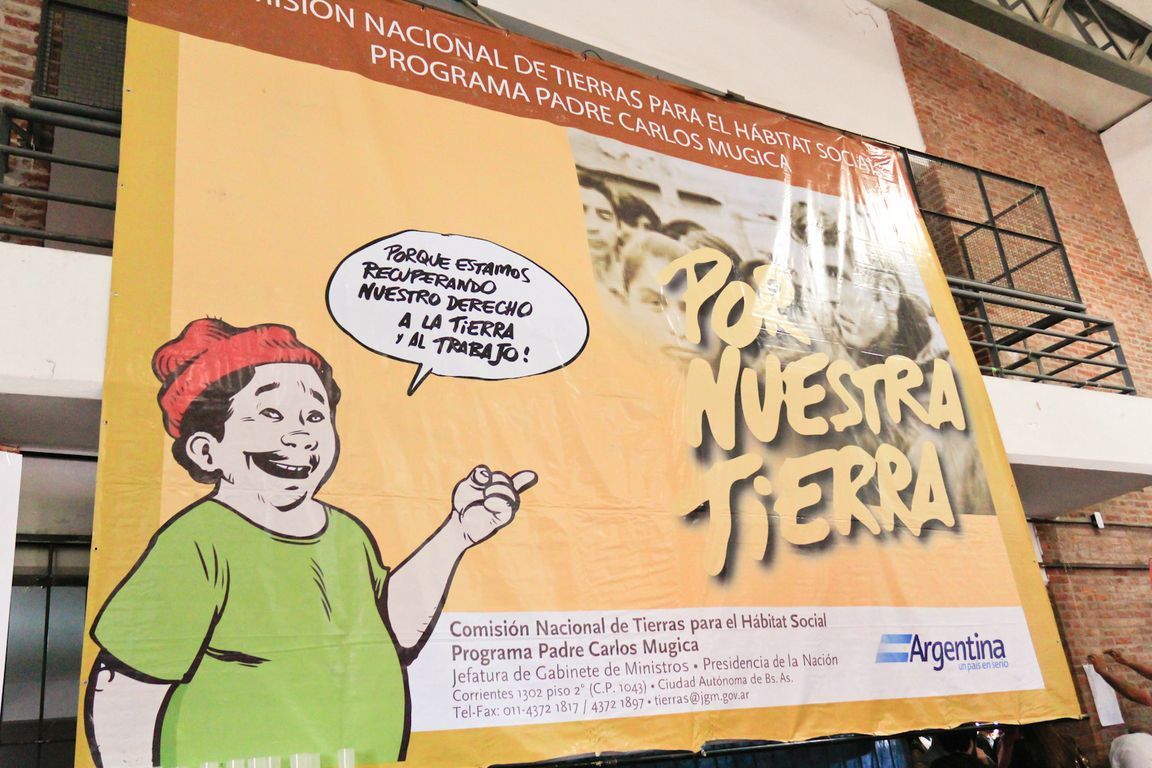 COMISIÓN NACIONAL DE TIERRAS PARA EL HÁBITAT SOCIAL
PROGRAMA PADRE CARLOS MUGICA
PORQUE ESTAMOS
RECUPERANDO
NUESTRO DERECHO
A LA TIERRA
Y AL TRABAJO!
POR
NUESTRA
TIERRA
Comisión Nacional de Tierras para el Hábitat Social
Programa Padre Carlos Mugica
Jefatura de Gabinete de Ministros • Presidencia de la Nación
Corrientes 1302 piso 2° (C.P. 1043) • Ciudad Autónoma de Bs. As.
Tel-Fax: 011-4372 1817 / 4372 1897 • tierras@jgm.gov.ar
Argentina
un país en serio